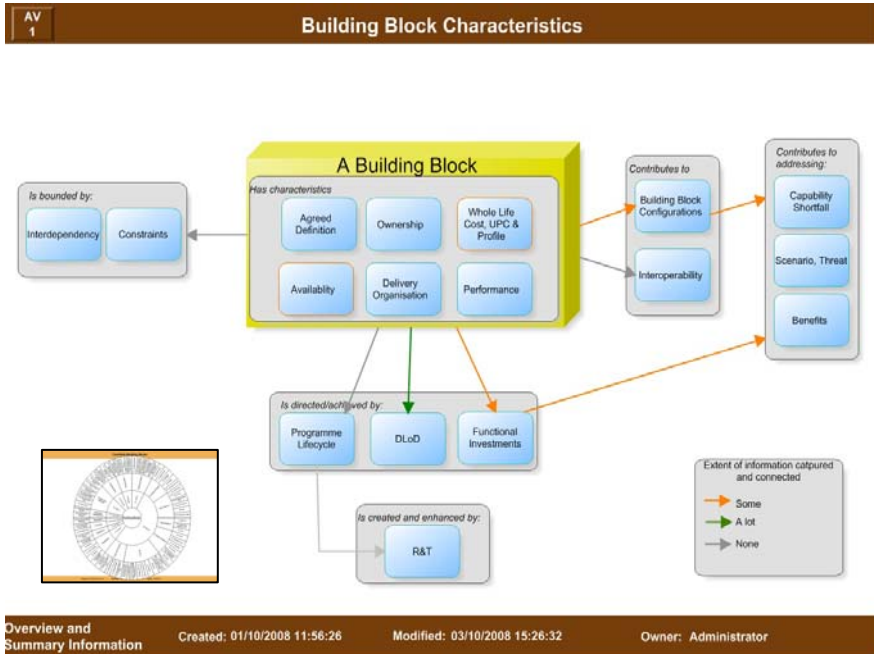 AV
1
Building Block Characteristics
A Building Block
Has characteristics
Agreed
Definition
Ownership
Whole Life
Cost, UPC &
Profile
Availablity
Delivery
Organisation
Performance
Is bounded by:
Interdependency
Constraints
Contributes to
Building Block
Configurations
Interoperability
Contributes to
addressing:
Capability
Shortfall
Scenario, Threat
Benefits
Is directed/achieved by:
Programme
Lifecycle
DLoD
Functional
Investments
Is created and enhanced by:
R&T
Extent of information catpured
and connected
Some
A lot
None
Overview and
Summary Information
Created: 01/10/2008 11:56:26
Modified: 03/10/2008 15:26:32
Owner: Administrator